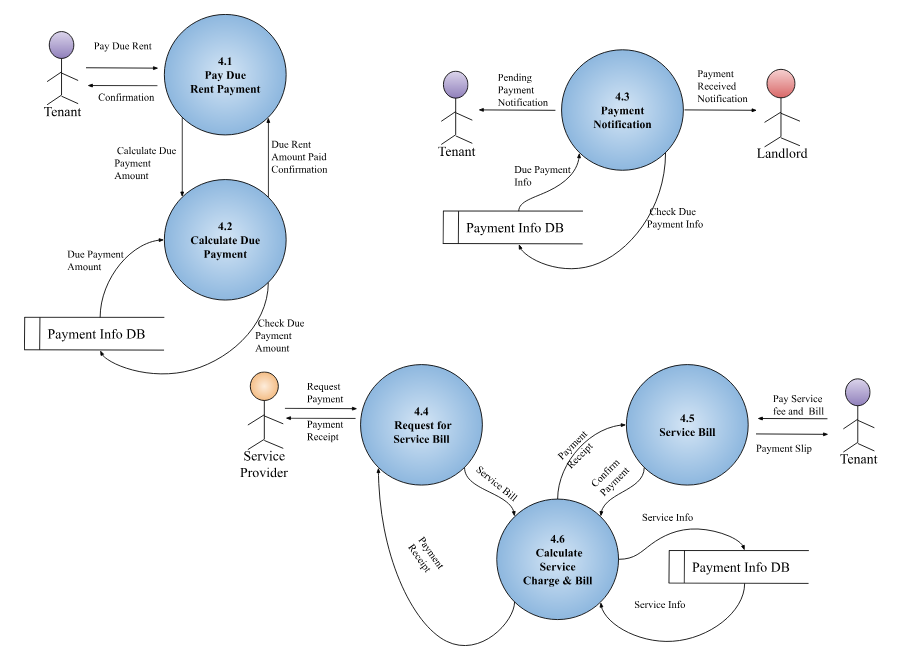 4.1
Pay Due
Rent Payment
Pay Due Rent
Confirmation
Tenant
Calculate Due
Payment
Amount
Due Rent
Amount Paid
Confirmation
4.2
Calculate Due
Payment
Due Payment
Amount
Payment Info DB
Check Due
Payment
Amount
Pending
Payment
Notification
4.3
Payment
Notification
Payment
Received
Notification
Tenant
Landlord
Due Payment
Info
Payment Info DB
Check Due
Payment Info
Request
Payment
Payment
Receipt
Service
Provider
4.4
Request for
Service Bill
Service Bill
Payment
Receipt
Payment
Receipt
Confirm
Payment
4.5
Service Bill
Pay Service
fee and Bill
Payment Slip
Tenant
4.6
Calculate
Service
Charge & Bill
Service Info
Payment Info DB
Service Info